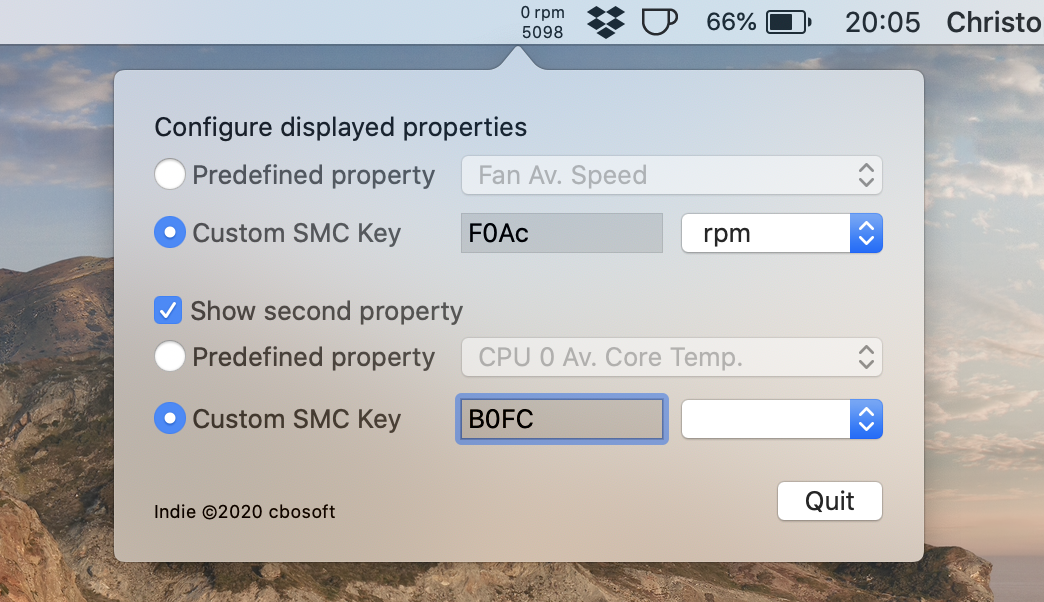 0 rpm
5098
66%
20:05
Christo
Configure displayed properties
Predefined property
Fan Av. Speed
Custom SMC Key
F0Ac
rpm
Show second property
Predefined property
CPU 0 Av. Core Temp.
Custom SMC Key
B0FC
Indie ©2020 cbosoft
Quit